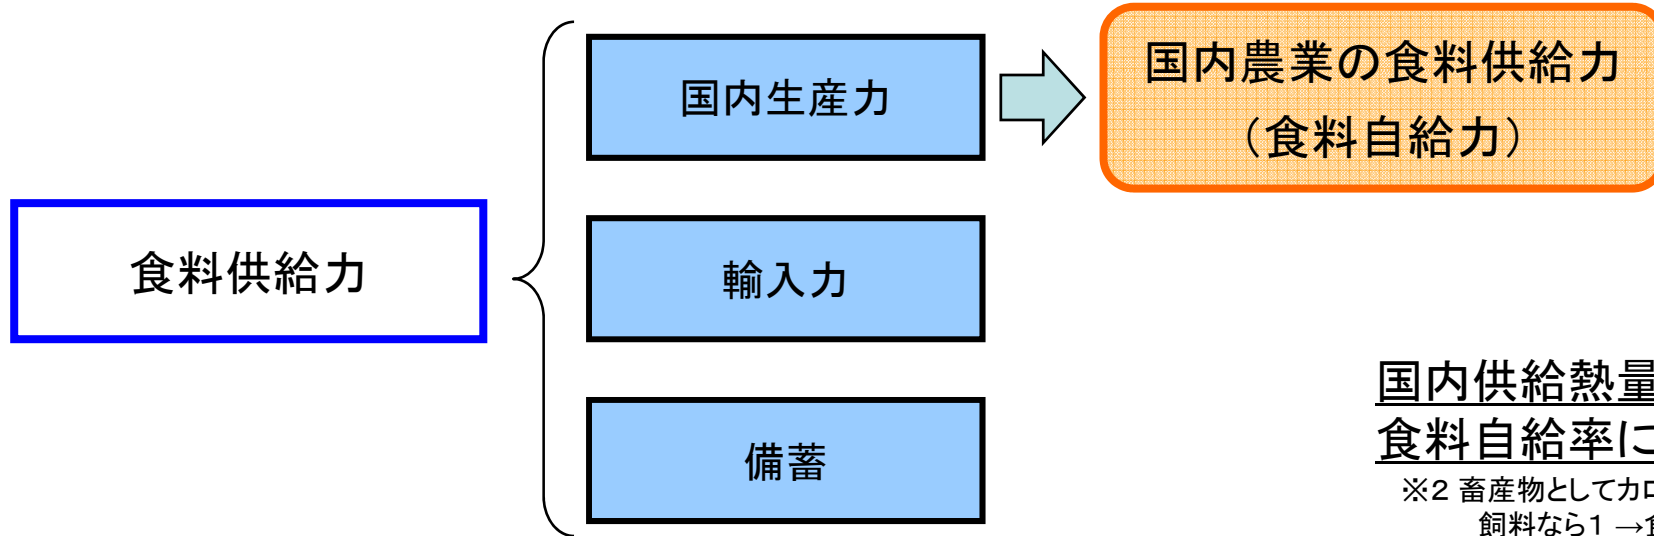 国内生産力
国内農業の食料供給力
(食料自給力)
食料供給力
輸入力
備蓄
国内供給熱量
食料自給率に
※2 畜産物としてカロ
飼料なら1 →食